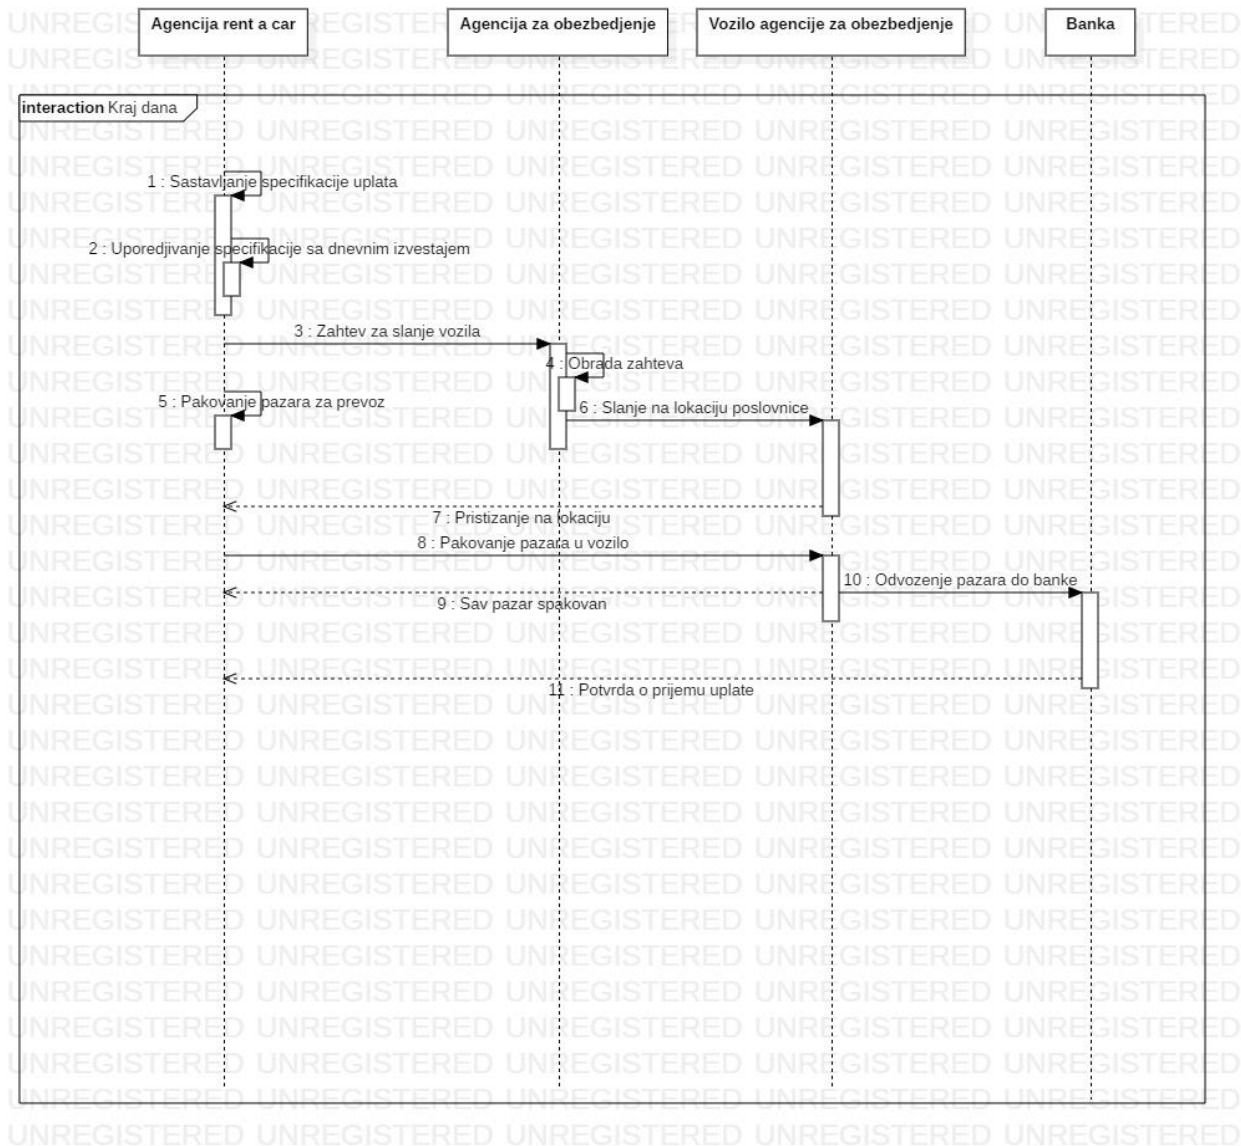 Agencija rent a car
Agencija za obezbedjenje
Vozilo agencije za obezbedjenje
Banka
interaction Kraj dana
1 : Sastavljanje specifikacije uplata
2 : Uporedjivanje specifikacije sa dnevnim izvestajem
3 : Zahtev za slanje vozila
4 : Obrada zahteva
5 : Pakovanje pazara za prevoz
6 : Slanje na lokaciju poslovnice
7 : Pristizanje na lokaciju
8 : Pakovanje pazara u vozilo
10 : Odvozenje pazara do banke
9 : Sav pazar spakovan
11 : Potvrda o prijemu uplate
UNREGISTERED